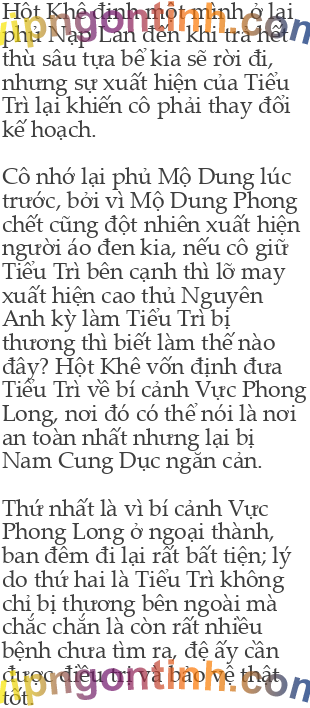 Hột Khê định một mình ở lại
phủ Nạp Lan đến khi trả hết
thù sâu tựa bể kia sẽ rời đi,
nhưng sự xuất hiện của Tiểu
Trì lại khiến cô phải thay đổi
kế hoạch.
Cô nhớ lại phủ Mộ Dung lúc
trước, bởi vì Mộ Dung Phong
chết cũng đột nhiên xuất hiện
người áo đen kia, nếu cô giữ
Tiểu Trì bên cạnh thì lỡ may
xuất hiện cao thủ Nguyên
Anh kỳ làm Tiểu Trì bị
thương thì biết làm thế nào
đây? Hột Khê vốn định đưa
Tiểu Trì về bí cảnh Vực Phong
Long, nơi đó có thể nói là nơi
an toàn nhất nhưng lại bị
Nam Cung Dục ngăn cản.
Thứ nhất là vì bí cảnh Vực
Phong Long ở ngoại thành,
ban đêm đi lại rất bất tiện; lý
do thứ hai là Tiểu Trì không
chỉ bị thương bên ngoài mà
chắc chắn là còn rất nhiều
bệnh chưa tìm ra, đệ ấy cần
được điều trị và bảo vệ thật
tốt.
vipngontinh.com
vipngontinh.com